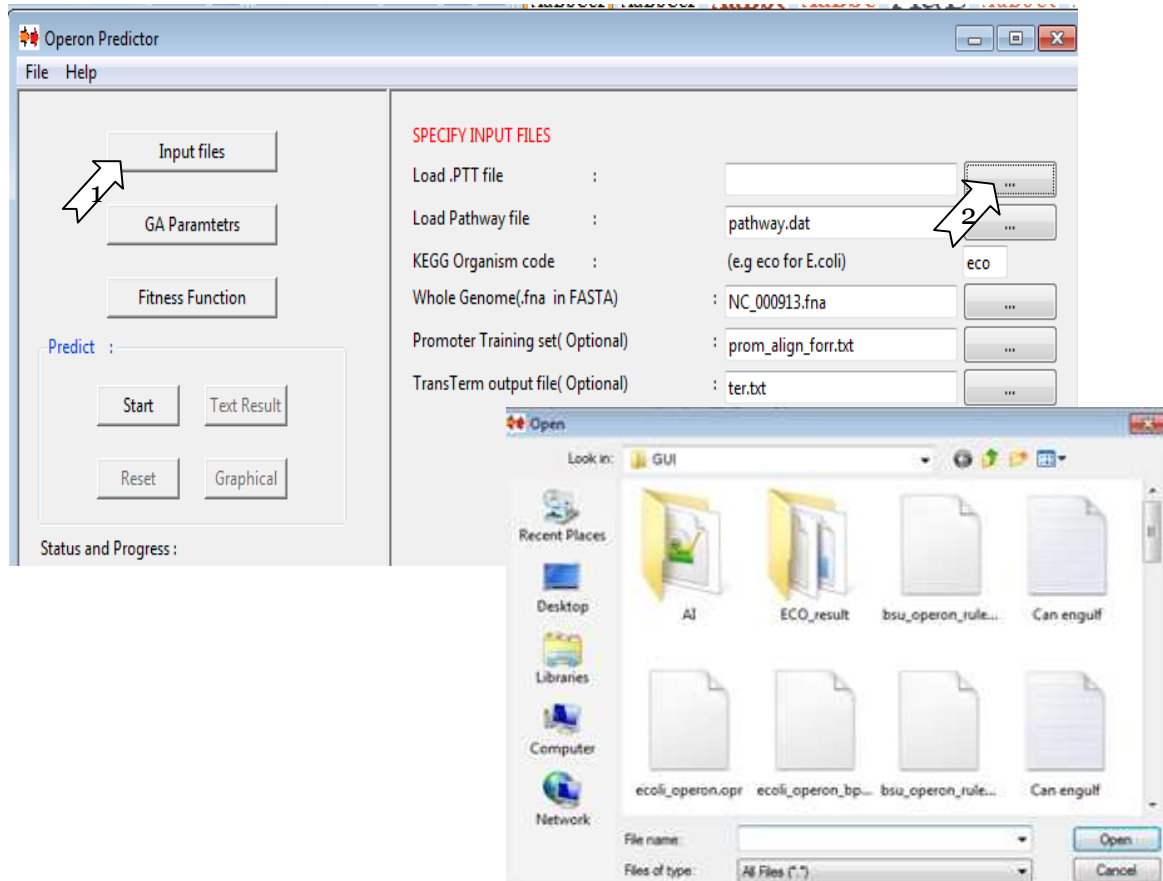 Operon Predictor
File Help
Input files
1
GA Paramtetrs
Fitness Function
Predict :
Start Text Result
Reset Graphical
Status and Progress :
SPECIFY INPUT FILES
Load .PTT file : ...
2
Load Pathway file : pathway.dat ...
KEGG Organism code : (e.g eco for E.coli) eco
Whole Genome(.fna in FASTA) : NC_000913.fna ...
Promoter Training set( Optional) : prom_align_forr.txt ...
TransTerm output file( Optional) : ter.txt ...
Open
Look in: GUI
Recent Places
Desktop
Libraries
Computer
Network
AI ECO_result bsu_operon_rule... Can engulf
ecoli_operon.opr ecoli_operon_bp... bsu_operon_rule... Can engulf
File name: Open
Files of type: All Files (*.*) Cancel